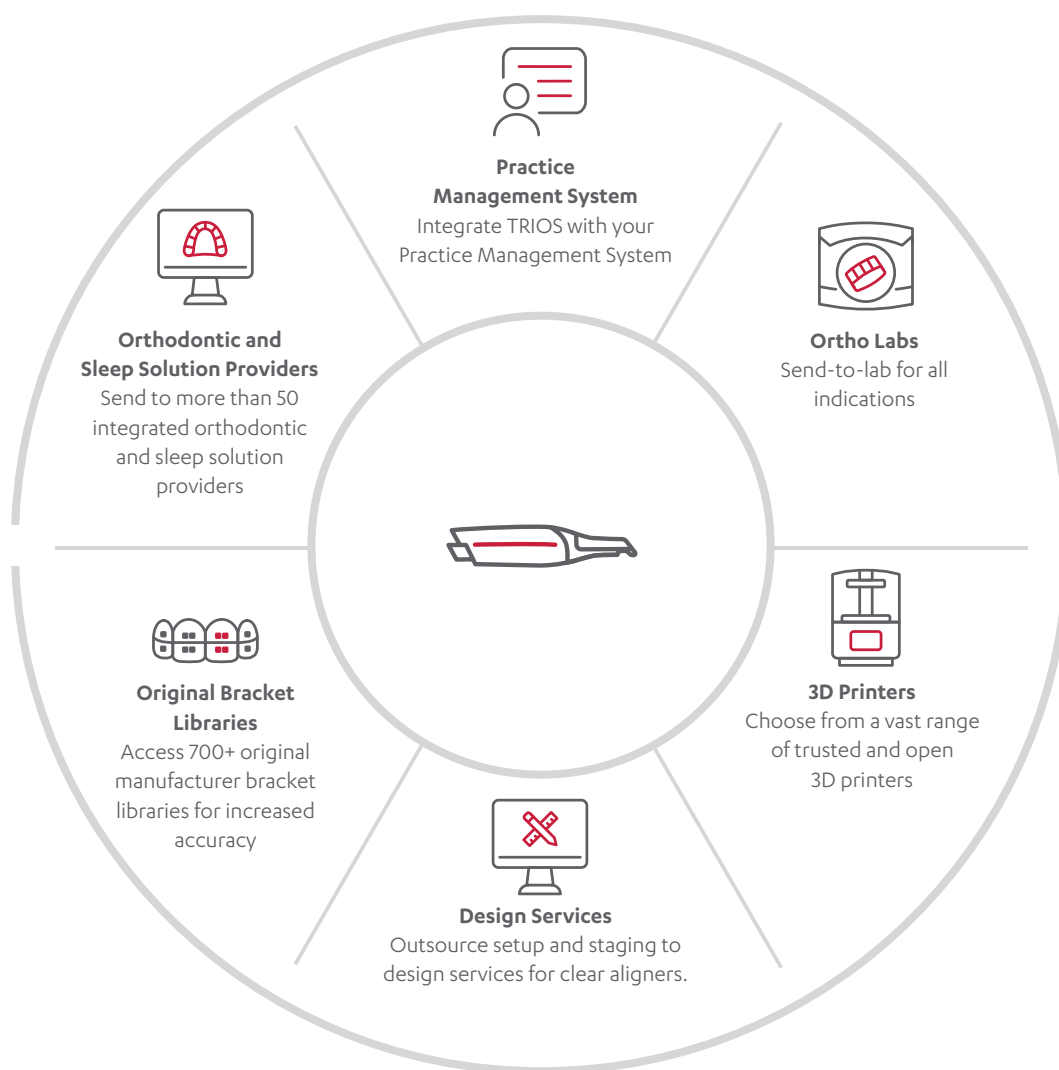 Practice
Management System
Integrate TRIOS with your
Practice Management System
Orthodontic and
Sleep Solution Providers
Send to more than 50
integrated orthodontic
and sleep solution
providers
Ortho Labs
Send-to-lab for all
indications
Original Bracket
Libraries
Access 700+ original
manufacturer bracket
libraries for increased
accuracy
3D Printers
Choose from a vast range
of trusted and open
3D printers
Design Services
Outsource setup and staging to
design services for clear aligners.